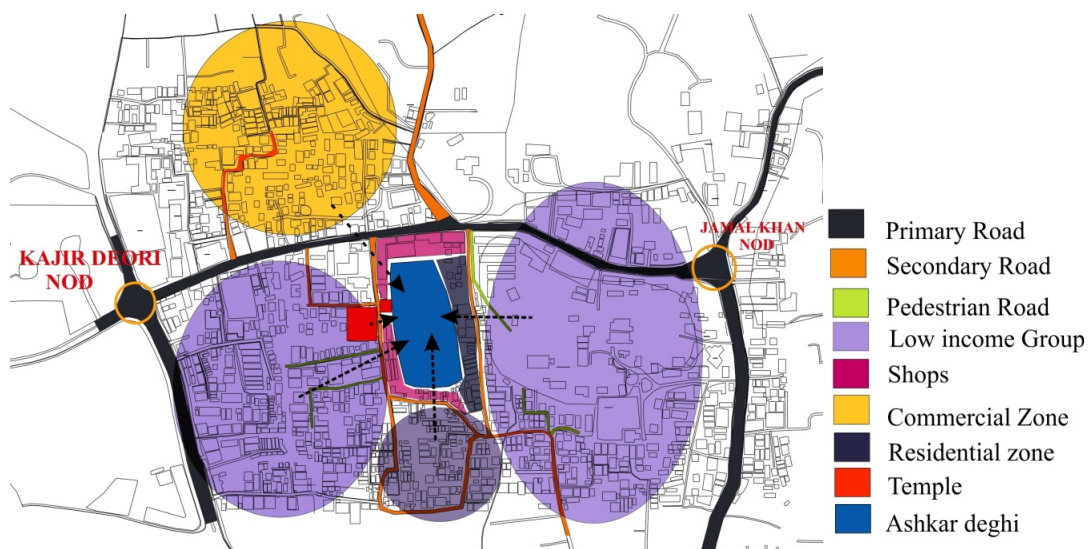 KAJIR DEORI
NOD
JAMAL KHAN
NOD
Primary Road
Secondary Road
Pedestrian Road
Low income Group
Shops
Commercial Zone
Residential zone
Temple
Ashkar deghi